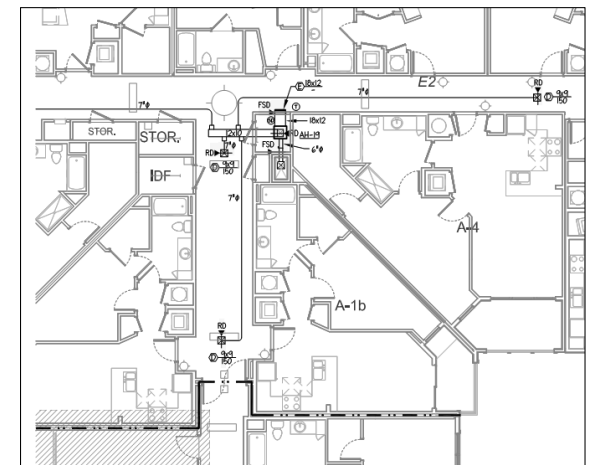 E2
RD
D 9x9
150
7"ø
FSD
E 18x12
T
7"ø
18x12
STOR.
STOR.
12x12
RD
AH-19
7"ø
RD
FSD
6"ø
D 9x9
150
IDF
7"ø
A-4
A-1b
RD
D 9x9
150